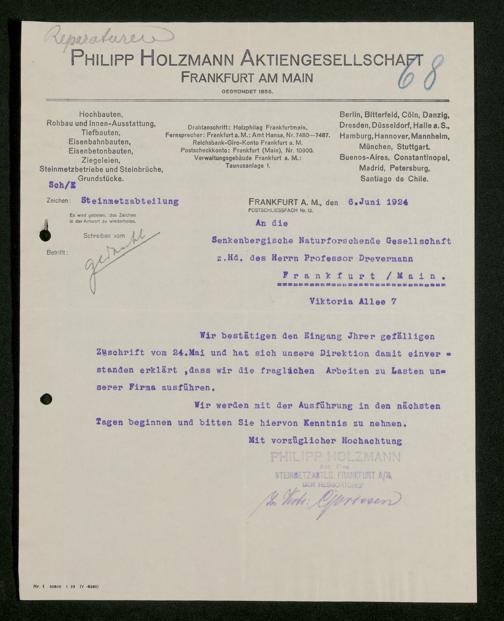 Reparaturen
68
PHILIPP HOLZMANN AKTIENGESELLSCHAFT
FRANKFURT AM MAIN
GEGRÜNDET 1856.
Hochbauten,
Rohbau und Innen-Ausstattung,
Tiefbauten,
Eisenbahnbauten,
Eisenbetonbauten,
Ziegeleien,
Steinmetzbetriebe und Steinbrüche,
Grundstücke.
Drahtanschrift: Holzphilag Frankfurtmain.
Fernsprecher: Frankfurt a. M.: Amt Hansa, Nr. 7480—7487.
Reichsbank-Giro-Konto Frankfurt a. M.
Postscheckkonto: Frankfurt (Main), Nr. 10900.
Verwaltungsgebäude Frankfurt a. M.:
Taunusanlage 1.
Berlin, Bitterfeld, Cöln, Danzig,
Dresden, Düsseldorf, Halle a. S.,
Hamburg, Hannover, Mannheim,
München, Stuttgart.
Buenos-Aires, Constantinopel,
Madrid, Petersburg,
Santiago de Chile.
Sch/E
Zeichen: Steinmetzabteilung
Es wird gebeten, das Zeichen
in der Antwort zu wiederholen.
Schreiben vom
Betrifft:
FRANKFURT A. M., den 6.Juni 1924
POSTSCHLIESSFACH Nr. 12.
An die
Senkenbergische Naturforschende Gesellschaft
z.Hd. des Herrn Professor Drevermann
Frankfurt /Main.
Viktoria Allee 7
Wir bestätigen den Eingang Jhrer gefälligen
Zuschrift vom 24.Mai und hat sich unsere Direktion damit einver =
standen erklärt ,dass wir die fraglichen Arbeiten zu Lasten un=
serer Firma ausführen.
Wir werden mit der Ausführung in den nächsten
Tagen beginnen und bitten Sie hiervon Kenntnis zu nehmen.
Mit vorzüglicher Hochachtung
PHILIPP HOLZMANN
STEINMETZABTLG. FRANKFURT A/M.